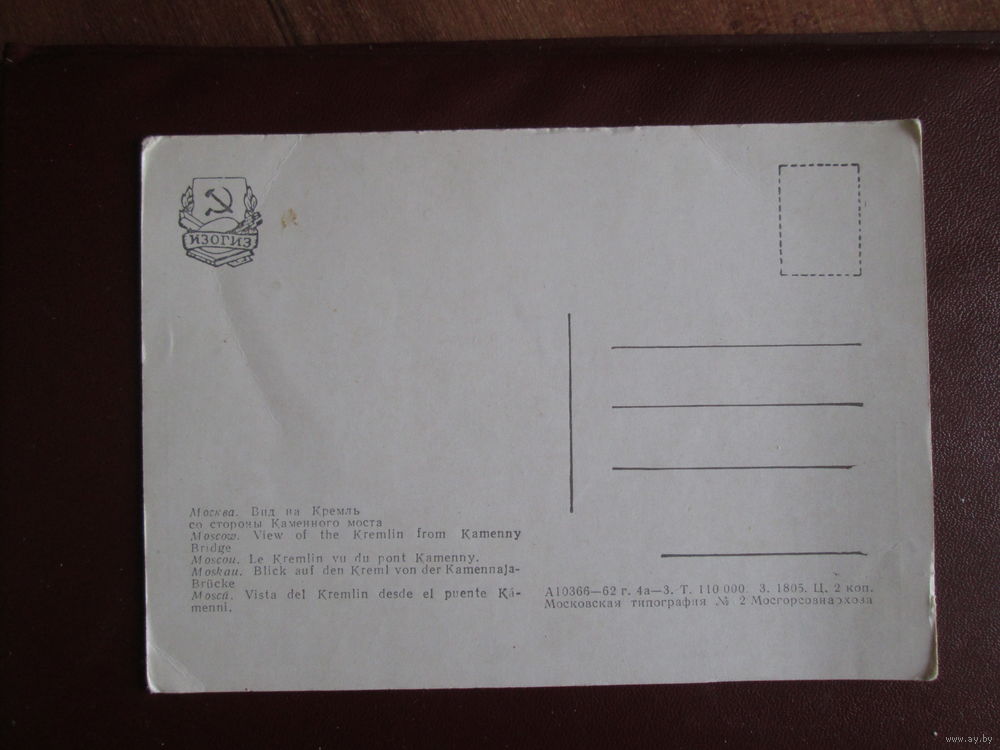 ИЗОГИЗ
Москва. Вид на Кремль
со стороны Каменного моста
Moscow. View of the Kremlin from Kamenny
Bridge
Moscou. Le Kremlin vu du pont Kamenny.
Moskau. Blick auf den Kreml von der Kamennaja-
Brücke
Moscú. Vista del Kremlin desde el puente Ká-
menni.
А10366—62 г. 4а—3. Т. 110 000. З. 1805. Ц. 2 коп.
Московская типография № 2 Мосгорсовнархоза
www.ay.by